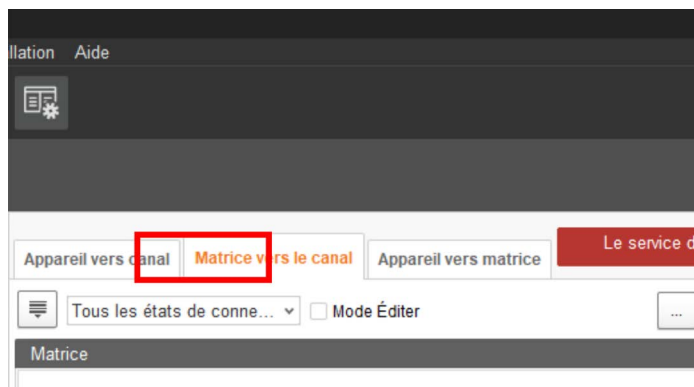 llation Aide
Appareil vers canal Matrice vers le canal Appareil vers matrice Le service d
Tous les états de conne... Mode Éditer ...
Matrice